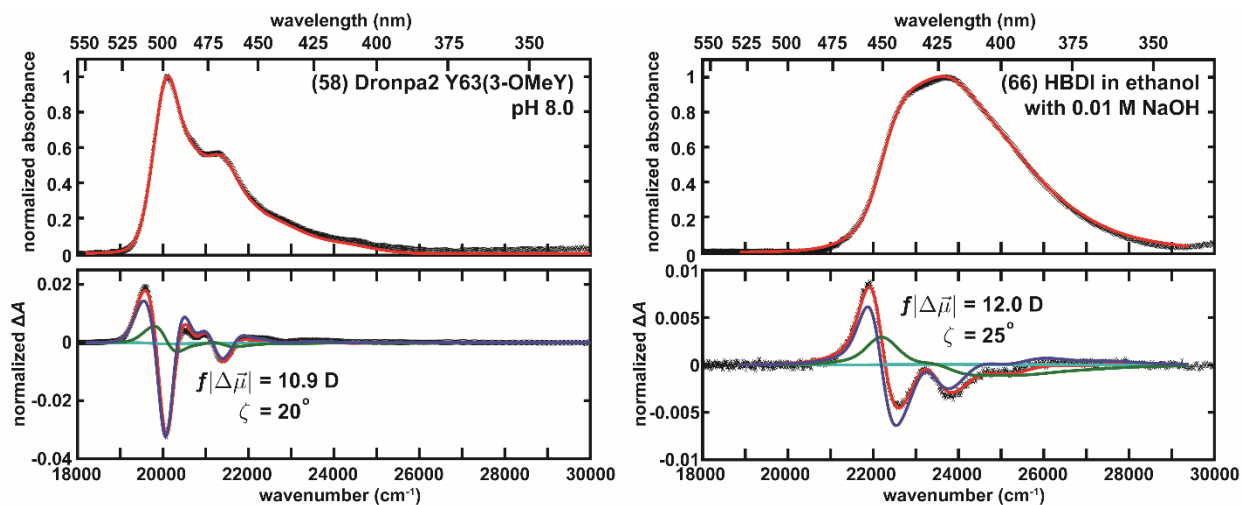 wavelength (nm)
550 525 500 475 450 425 400 375 350
(58) Dronpa2 Y63(3-OMeY)
pH 8.0
normalized absorbance
1
0.8
0.6
0.4
0.2
0
normalized ΔA
0.02
0
-0.02
-0.04
f|Δμ⃗| = 10.9 D
ζ = 20°
18000 20000 22000 24000 26000 28000 30000
wavenumber (cm⁻¹)
wavelength (nm)
550 525 500 475 450 425 400 375 350
(66) HBDI in ethanol
with 0.01 M NaOH
normalized absorbance
1
0.8
0.6
0.4
0.2
0
normalized ΔA
0.01
0.005
0
-0.005
-0.01
f|Δμ⃗| = 12.0 D
ζ = 25°
18000 20000 22000 24000 26000 28000 30000
wavenumber (cm⁻¹)